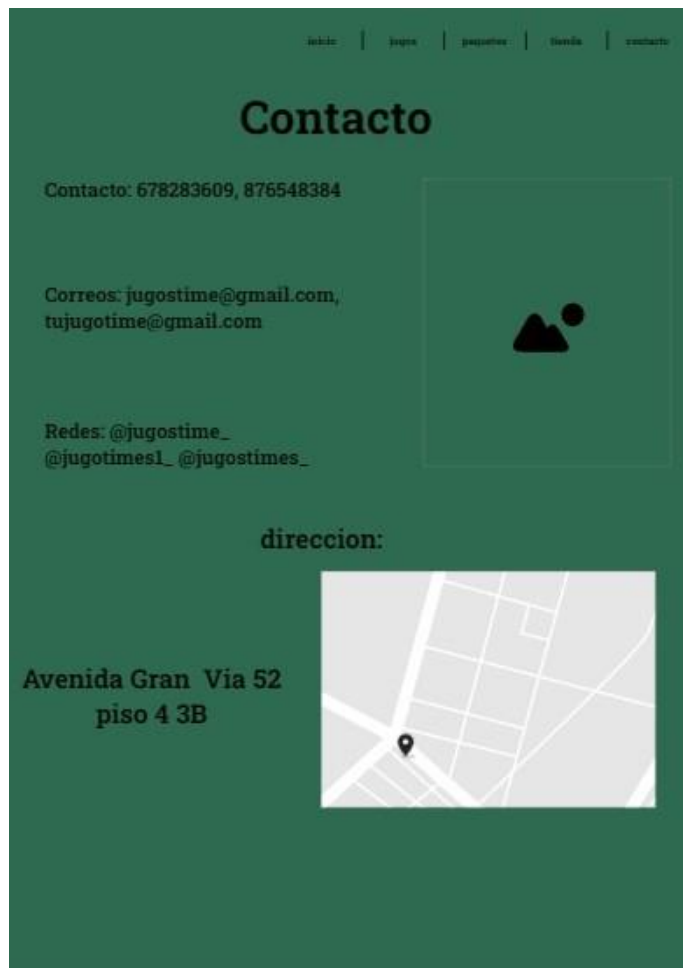 inicio | jugos | paquetes | tienda | contacto
Contacto
Contacto: 678283609, 876548384
Correos: jugostime@gmail.com,
tujugotime@gmail.com
Redes: @jugostime_
@jugotimes1_ @jugostimes_
direccion:
Avenida Gran Via 52
piso 4 3B